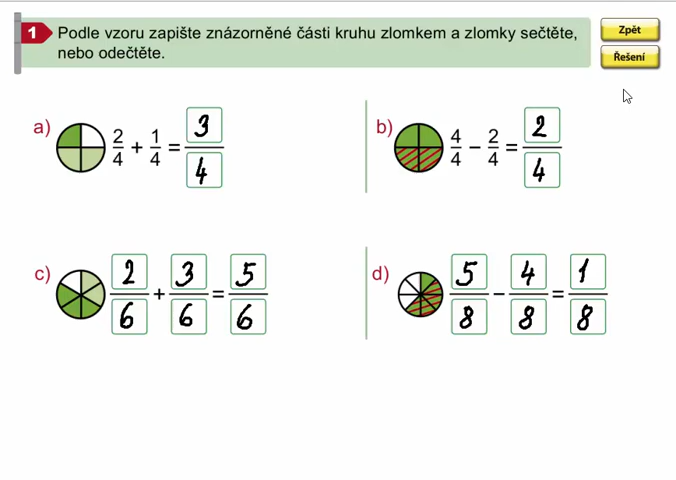 1 Podle vzoru zapište znázorněné části kruhu zlomkem a zlomky sečtěte,
nebo odečtěte.
Zpět
Řešení
a) 2/4 + 1/4 = 3/4
b) 4/4 − 2/4 = 2/4
c) 2/6 + 3/6 = 5/6
d) 5/8 − 4/8 = 1/8